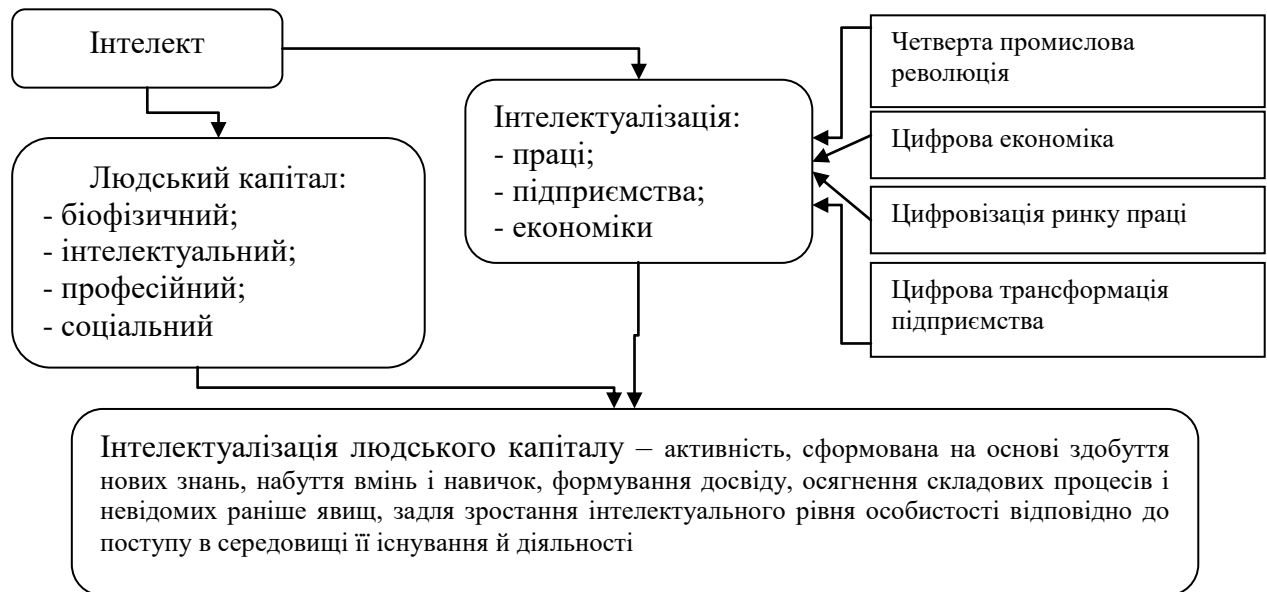 Інтелект
Людський капітал:
- біофізичний;
- інтелектуальний;
- професійний;
- соціальний
Інтелектуалізація:
- праці;
- підприємства;
- економіки
Четверта промислова
революція
Цифрова економіка
Цифровізація ринку праці
Цифрова трансформація
підприємства
Інтелектуалізація людського капіталу – активність, сформована на основі здобуття
нових знань, набуття вмінь і навичок, формування досвіду, осягнення складових процесів і
невідомих раніше явищ, задля зростання інтелектуального рівня особистості відповідно до
поступу в середовищі її існування й діяльності